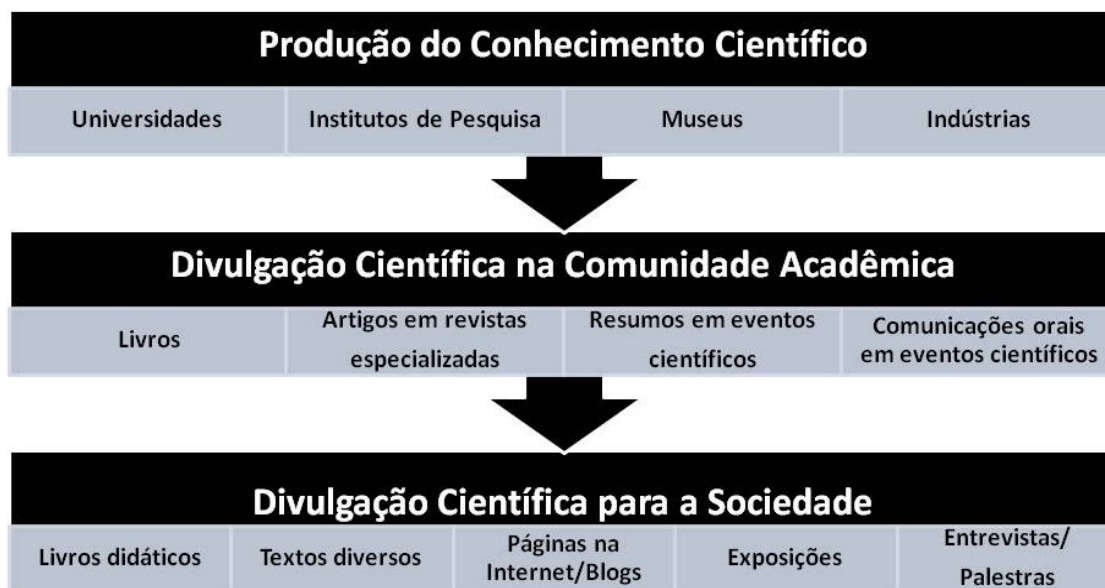 Produção do Conhecimento Científico
Universidades
Institutos de Pesquisa
Museus
Indústrias
Divulgação Científica na Comunidade Acadêmica
Livros
Artigos em revistas
especializadas
Resumos em eventos
científicos
Comunicações orais
em eventos científicos
Divulgação Científica para a Sociedade
Livros didáticos
Textos diversos
Páginas na
Internet/Blogs
Exposições
Entrevistas/
Palestras